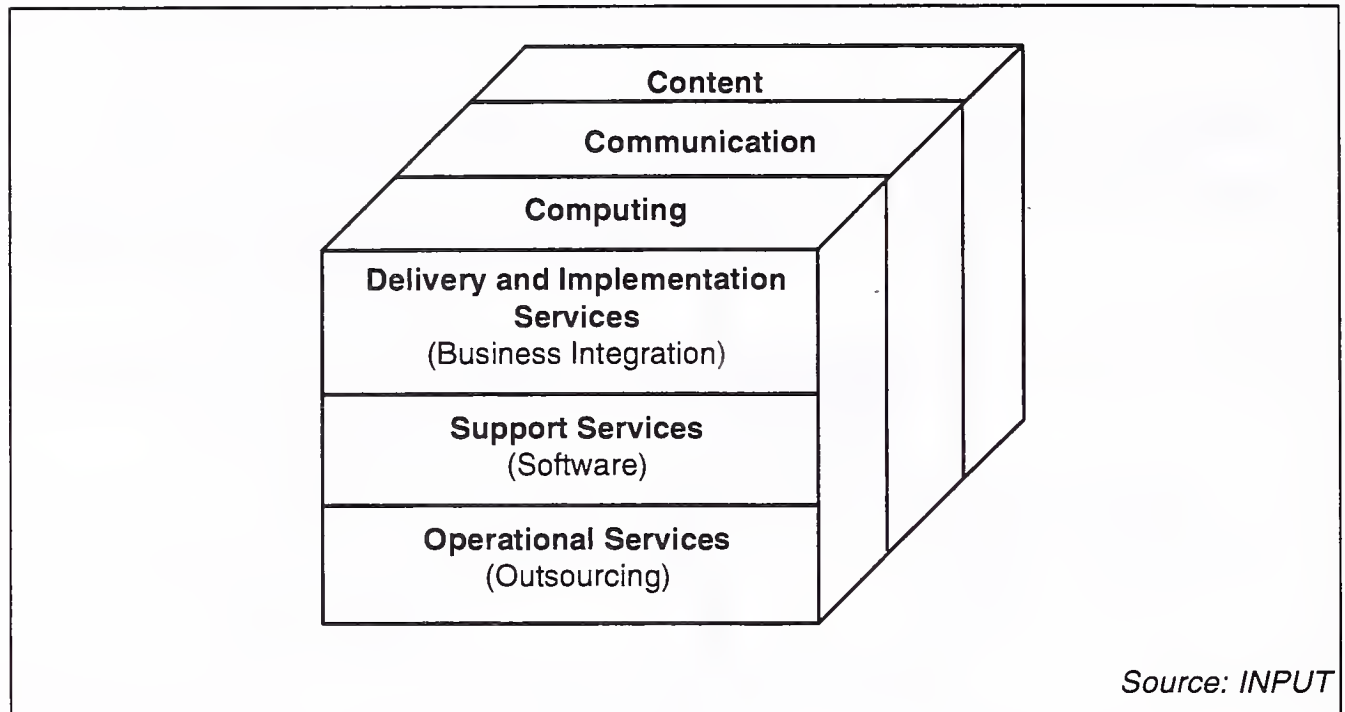 Content
Communication
Computing
Delivery and Implementation
Services
(Business Integration)
Support Services
(Software)
Operational Services
(Outsourcing)
Source: INPUT